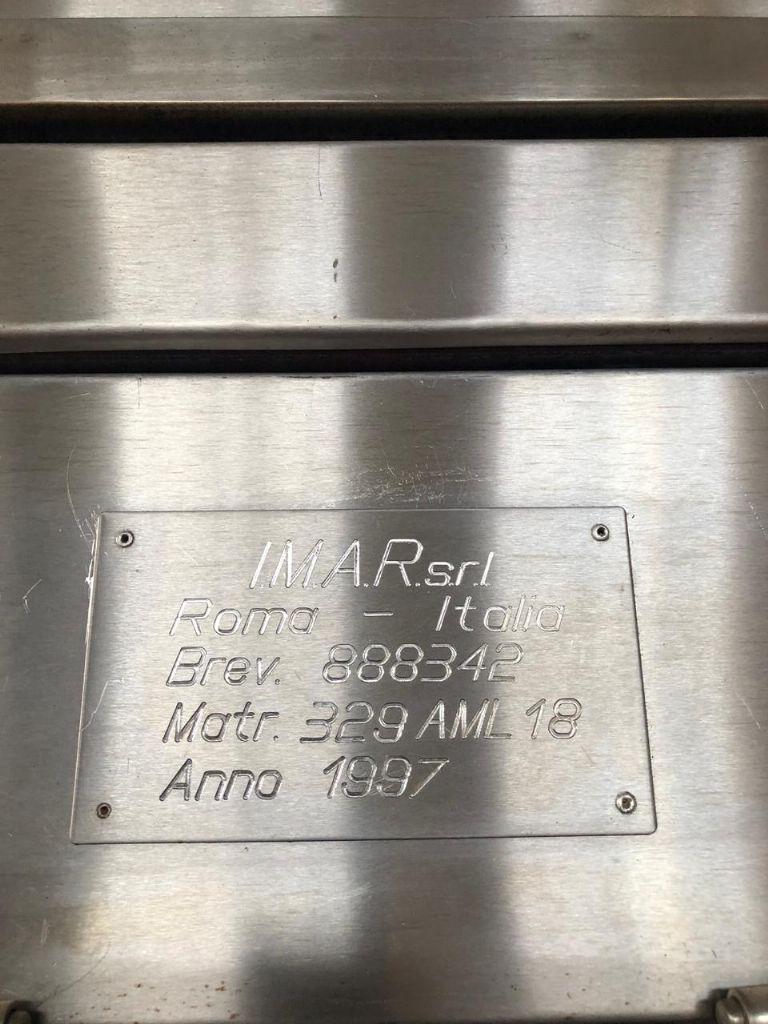 I.M.A.R. s.r.l
Roma - Italia
Brev. 888342
Matr. 329 AML 18
Anno 1997